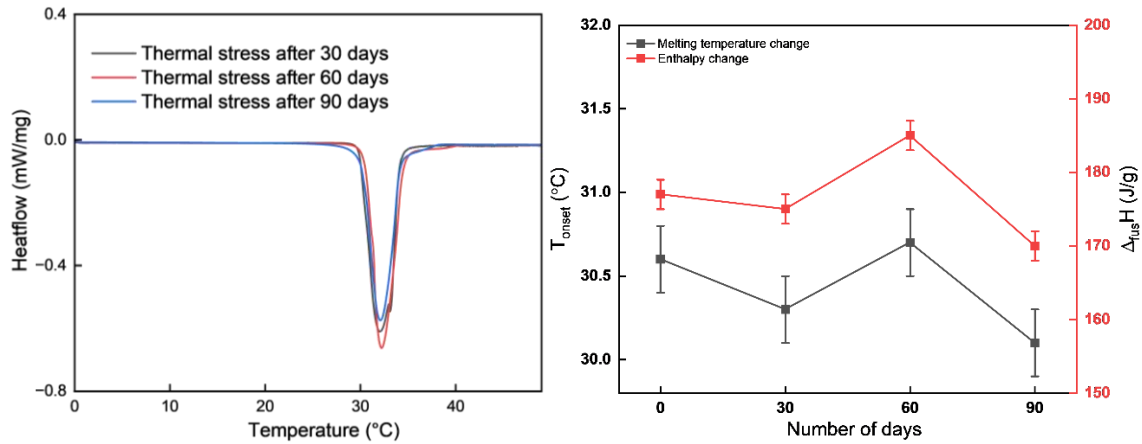 0.4
0.0
−0.4
−0.8
Heatflow (mW/mg)
Thermal stress after 30 days
Thermal stress after 60 days
Thermal stress after 90 days
0 10 20 30 40
Temperature (°C)
32.0
31.5
31.0
30.5
30.0
T_onset (°C)
Melting temperature change
Enthalpy change
200
190
180
170
160
150
Δ_fusH (J/g)
0 30 60 90
Number of days